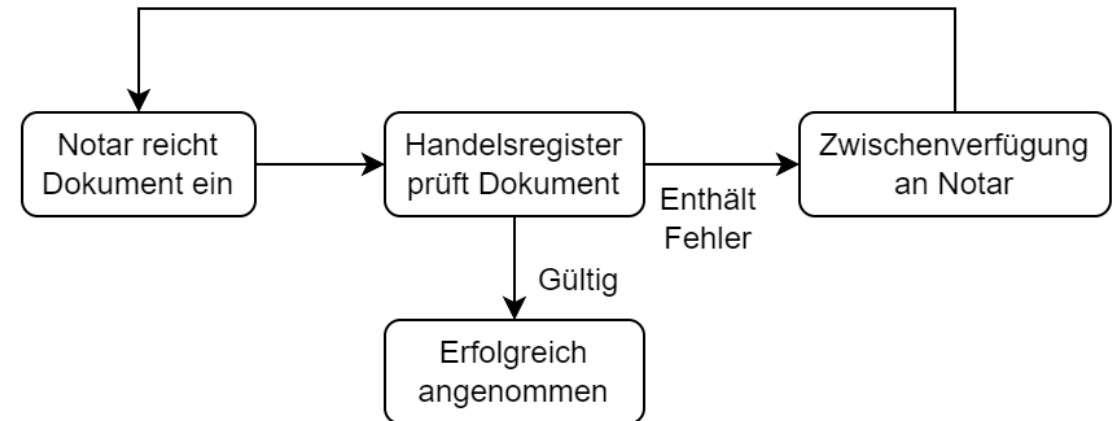 Notar reicht
Dokument ein
Handelsregister
prüft Dokument
Enthält
Fehler
Zwischenverfügung
an Notar
Gültig
Erfolgreich
angenommen